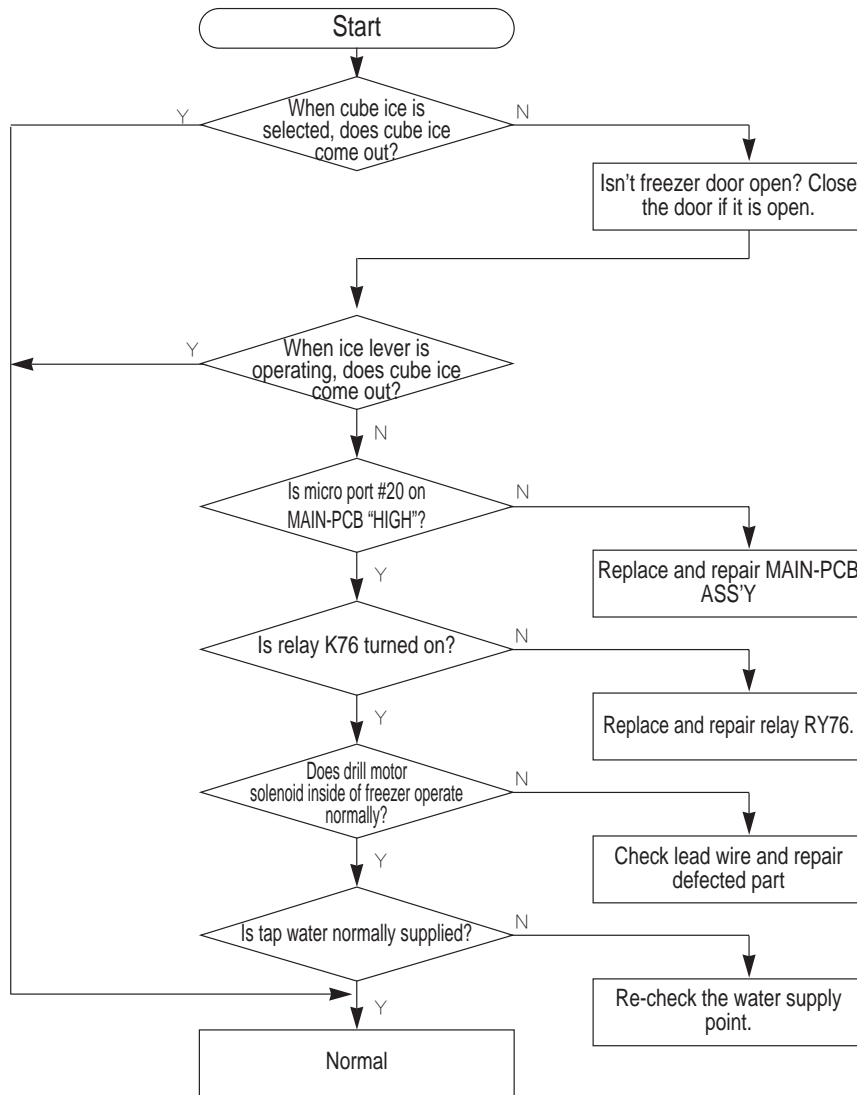 Start
When cube ice is
selected, does cube ice
come out?
Y
N
Isn't freezer door open? Close
the door if it is open.
When ice lever is
operating, does cube ice
come out?
Y
N
Is micro port #20 on
MAIN-PCB “HIGH”?
N
Y
Replace and repair MAIN-PCB
ASS'Y
Is relay K76 turned on?
N
Y
Replace and repair relay RY76.
Does drill motor
solenoid inside of freezer operate
normally?
N
Y
Check lead wire and repair
defected part
Is tap water normally supplied?
N
Y
Re-check the water supply
point.
Normal